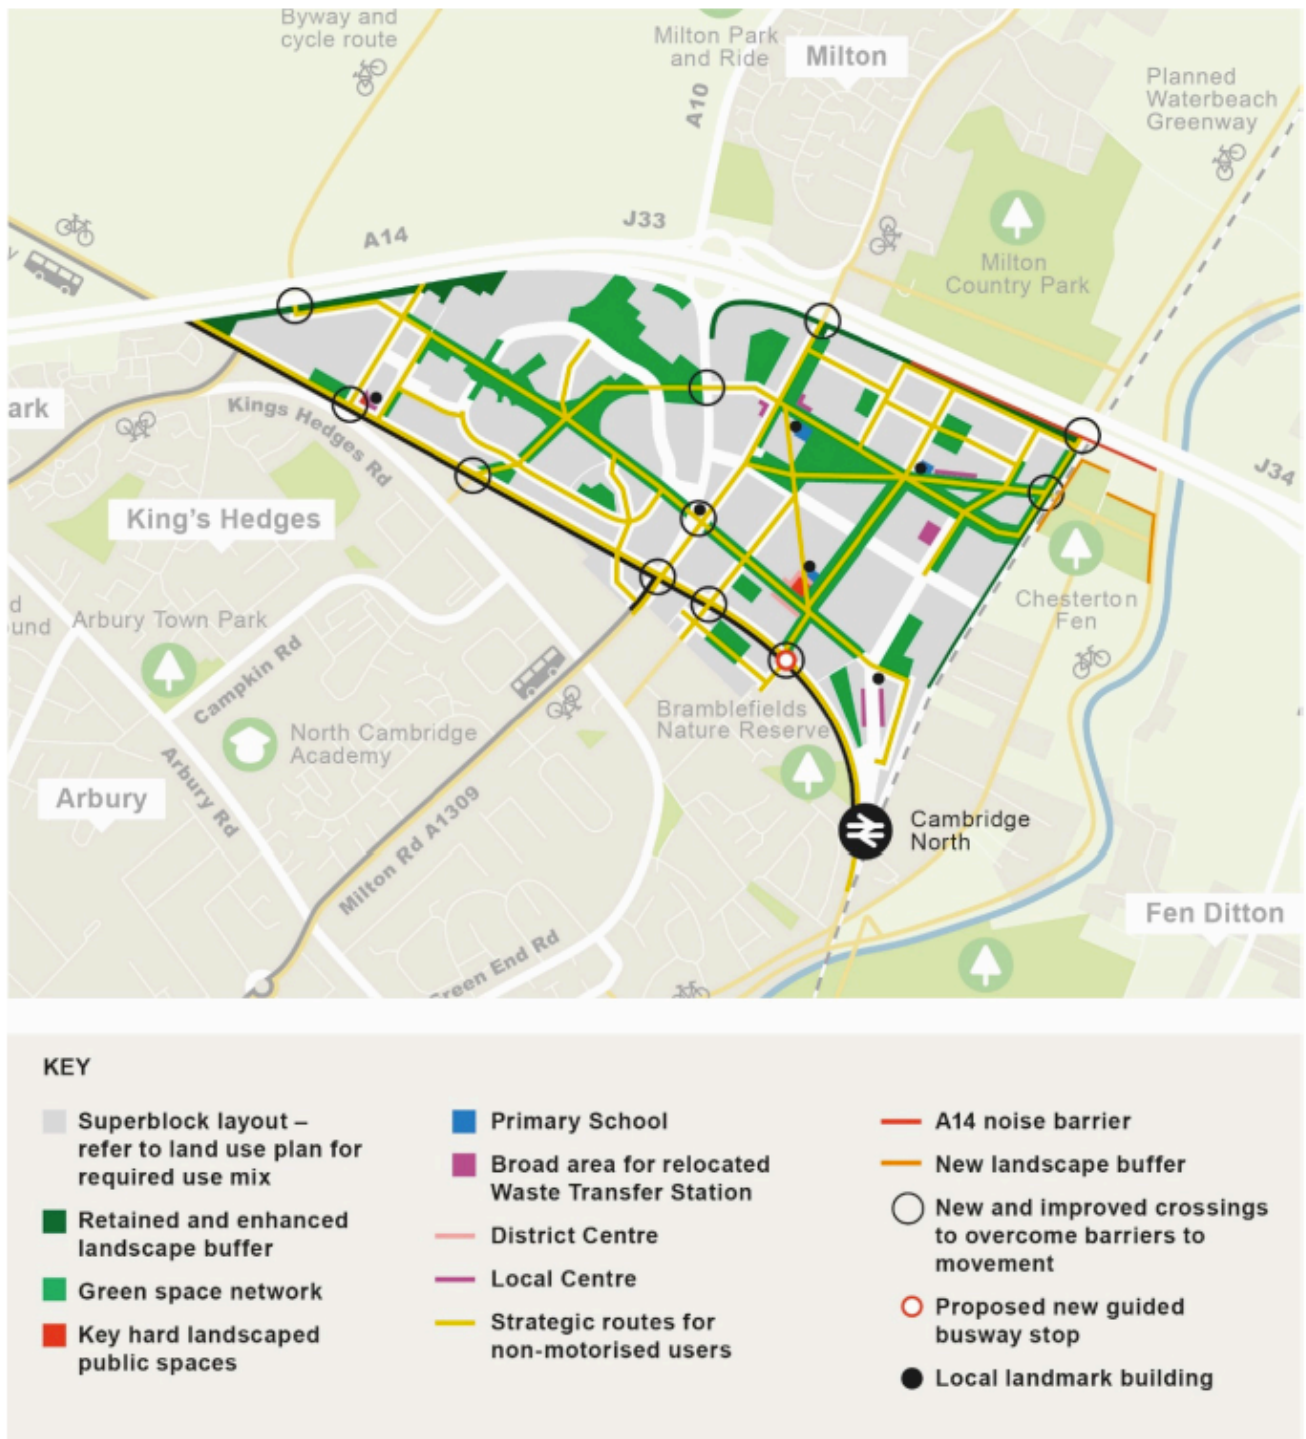 Byway and
cycle route
Milton Park
and Ride
Milton
A10
Planned
Waterbeach
Greenway
J33
A14
Milton
Country Park
ark
Kings Hedges Rd
J34
King's Hedges
Chesterton
Fen
Arbury Town Park
Campkin Rd
Bramblefields
Nature Reserve
North Cambridge
Academy
Arbury Rd
Arbury
Milton Rd A1309
Cambridge
North
Fen Ditton
reen End Rd
KEY
Superblock layout –
refer to land use plan for
required use mix
Retained and enhanced
landscape buffer
Green space network
Key hard landscaped
public spaces
Primary School
Broad area for relocated
Waste Transfer Station
District Centre
Local Centre
Strategic routes for
non-motorised users
A14 noise barrier
New landscape buffer
New and improved crossings
to overcome barriers to
movement
Proposed new guided
busway stop
Local landmark building